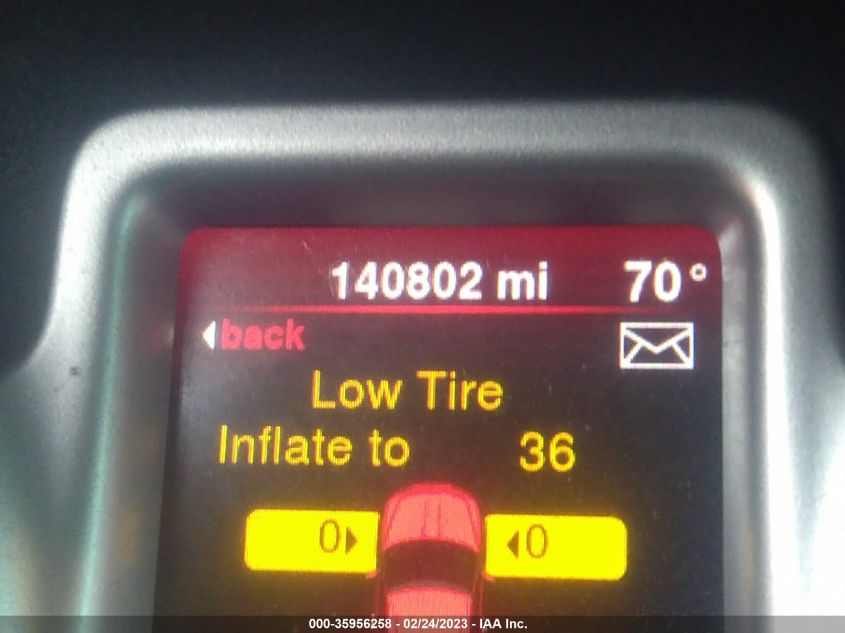 140802 mi 70°
back
Low Tire
Inflate to 36
0 0
000-35956258 - 02/24/2023 - IAA Inc.